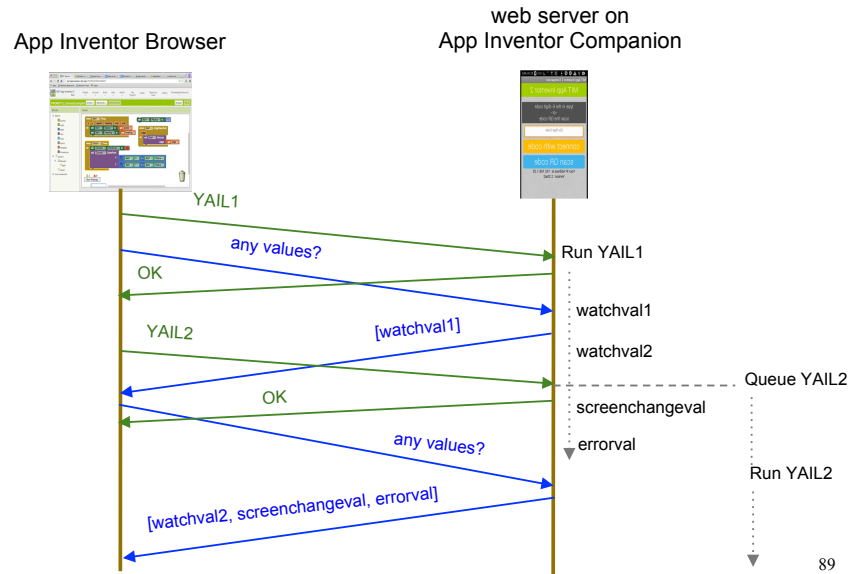 web server on
App Inventor Browser
App Inventor Companion
YAIL1
any values?
Run YAIL1
OK
watchval1
YAIL2
[watchval1]
watchval2
Queue YAIL2
OK
screenchangeval
any values?
errorval
Run YAIL2
[watchval2, screenchangeval, errorval]
89